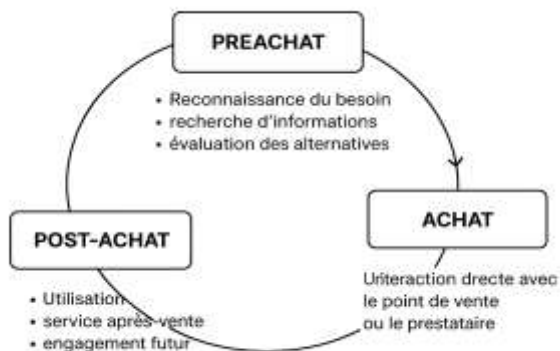 PREACHAT
• Reconnaissance du besoin
• recherche d'informations
• évaluation des alternatives
ACHAT
Uriteraction drecte avec
le point de vente
ou le prestataire
POST-ACHAT
• Utilisation
• service après-vente
• engagement futur